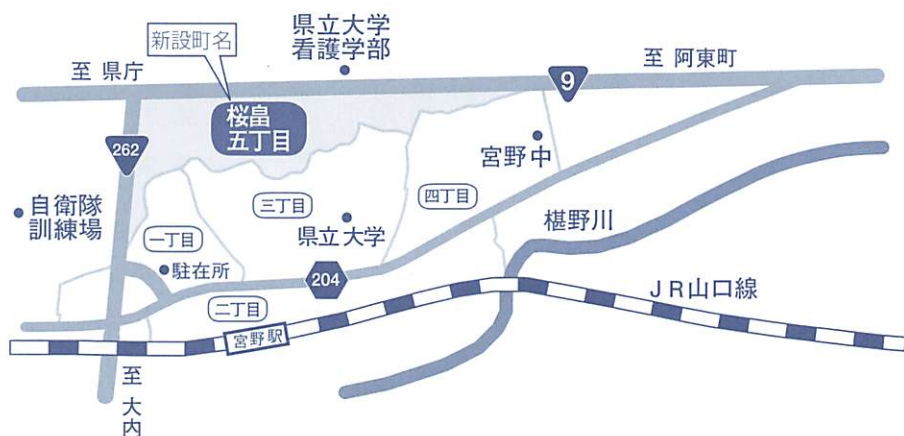 県立大学
看護学部
新設町名
至 県庁
至 阿東町
9
桜畠
五丁目
262
宮野中
四丁目
三丁目
自衛隊
訓練場
県立大学
椹野川
一丁目
駐在所
204
JR山口線
二丁目
宮野駅
至大内